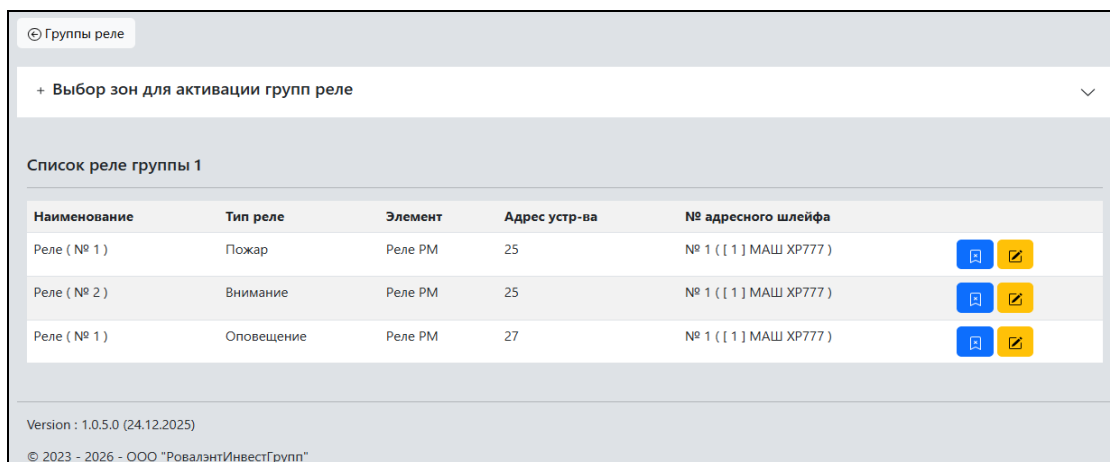 Группы реле
+ Выбор зон для активации групп реле
Список реле группы 1
Наименование Тип реле Элемент Адрес устр-ва № адресного шлейфа
Реле ( № 1 ) Пожар Реле РМ 25 № 1 ( [ 1 ] МАШ ХР777 )
Реле ( № 2 ) Внимание Реле РМ 25 № 1 ( [ 1 ] МАШ ХР777 )
Реле ( № 1 ) Оповещение Реле РМ 27 № 1 ( [ 1 ] МАШ ХР777 )
Version : 1.0.5.0 (24.12.2025)
© 2023 - 2026 - ООО "РовалэнтИнвестГрупп"